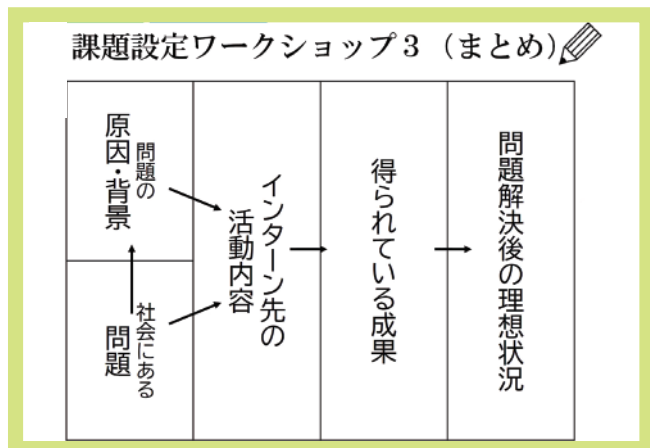 課題設定ワークショップ3（まとめ）
問題の
原因・背景
社会にある
問題
インターン先の
活動内容
得られている成果
問題解決後の理想状況